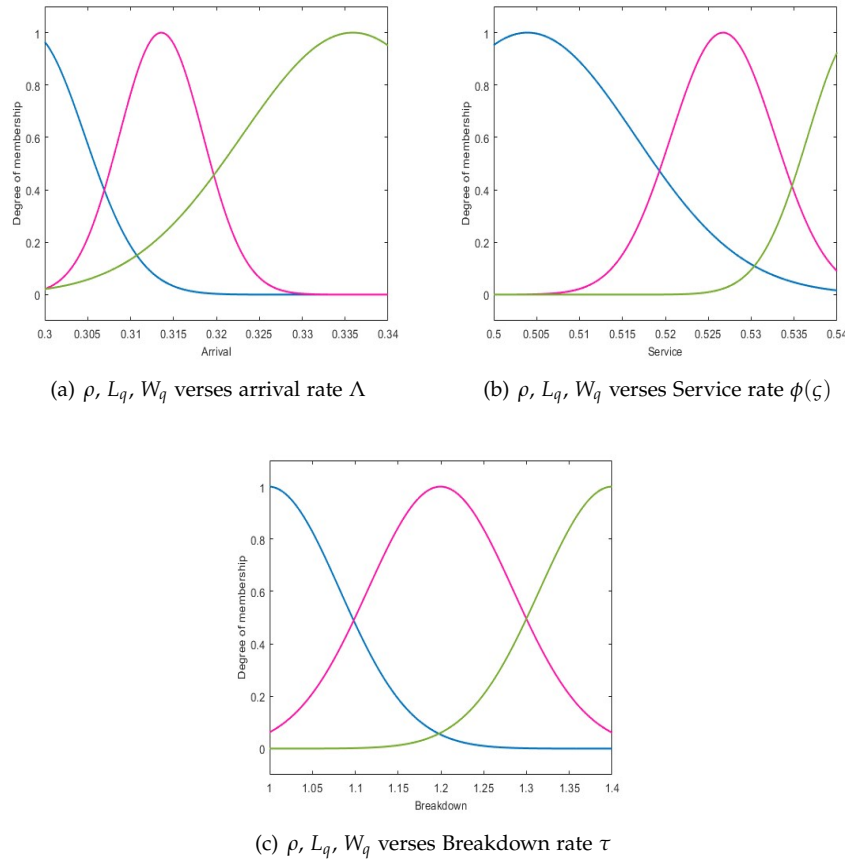 1
0.8
0.6
0.4
0.2
0
Degree of membership
0.3 0.305 0.31 0.315 0.32 0.325 0.33 0.335 0.34
Arrival
(a) ρ, L_q, W_q verses arrival rate Λ
1
0.8
0.6
0.4
0.2
0
Degree of membership
0.5 0.505 0.51 0.515 0.52 0.525 0.53 0.535 0.54
Service
(b) ρ, L_q, W_q verses Service rate ϕ(ς)
1
0.8
0.6
0.4
0.2
0
Degree of membership
1 1.05 1.1 1.15 1.2 1.25 1.3 1.35 1.4
Breakdown
(c) ρ, L_q, W_q verses Breakdown rate τ